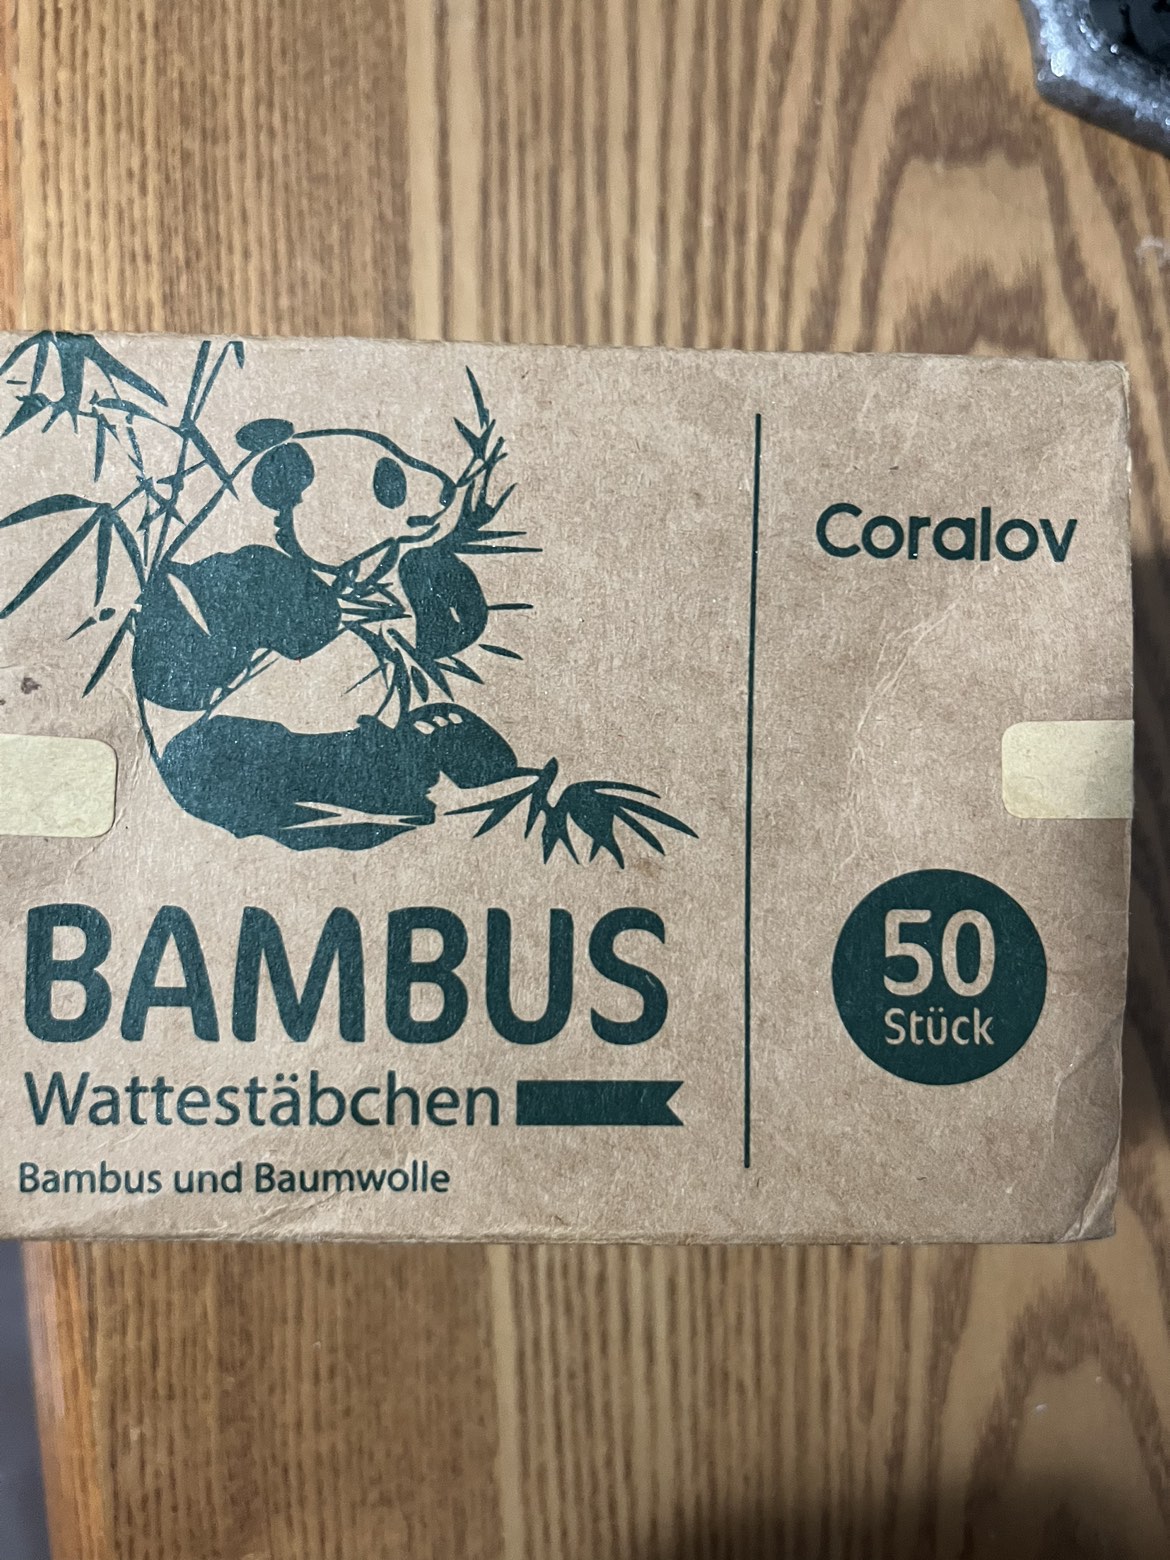 Coralov
BAMBUS
Wattestäbchen
Bambus und Baumwolle
50
Stück